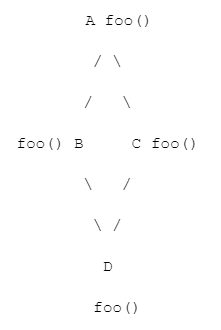 A foo()
/ \
/ \
foo() B C foo()
\ /
\ /
D
foo()